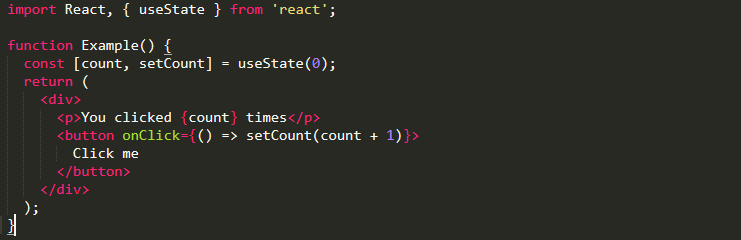 import React, { useState } from 'react';
function Example() {
  const [count, setCount] = useState(0);
  return (
    <div>
      <p>You clicked {count} times</p>
      <button onClick={() => setCount(count + 1)}>
        Click me
      </button>
    </div>
  );
}